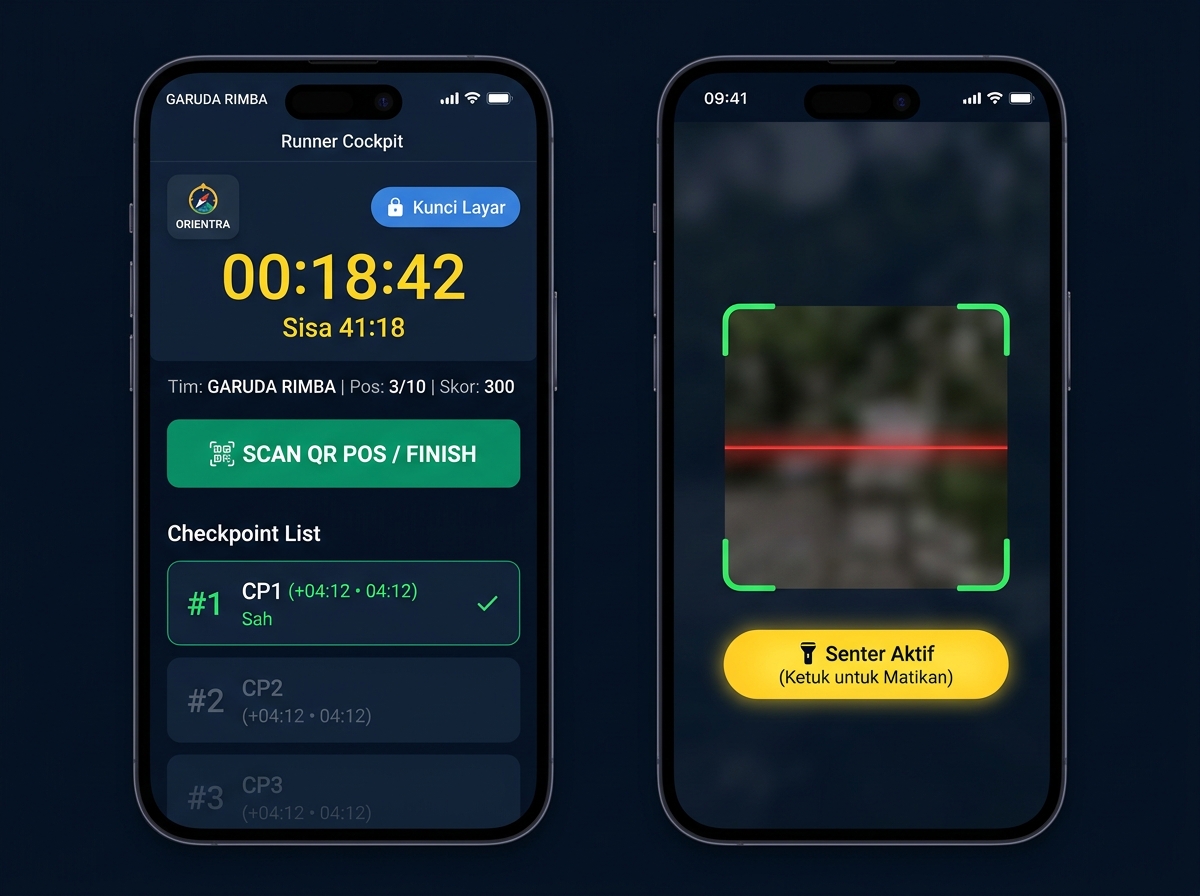 GARUDA RIMBA
Runner Cockpit
ORIENTRA
Kunci Layar
00:18:42
Sisa 41:18
Tim: GARUDA RIMBA | Pos: 3/10 | Skor: 300
SCAN QR POS / FINISH
Checkpoint List
#1
CP1 (+04:12 • 04:12)
Sah
#2
CP2
(+04:12 • 04:12)
#3
CP3
(+04:12 • 04:12)
09:41
Senter Aktif
(Ketuk untuk Matikan)